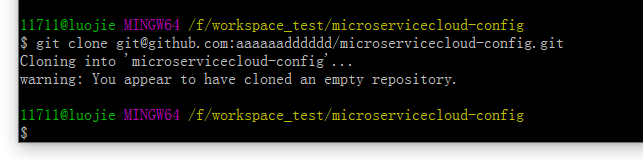 11711@luojie MINGW64 /f/workspace_test/microservicecloud-config
$ git clone git@github.com:aaaaaadddddd/microservicecloud-config.git
Cloning into 'microservicecloud-config'...
warning: You appear to have cloned an empty repository.
11711@luojie MINGW64 /f/workspace_test/microservicecloud-config
$